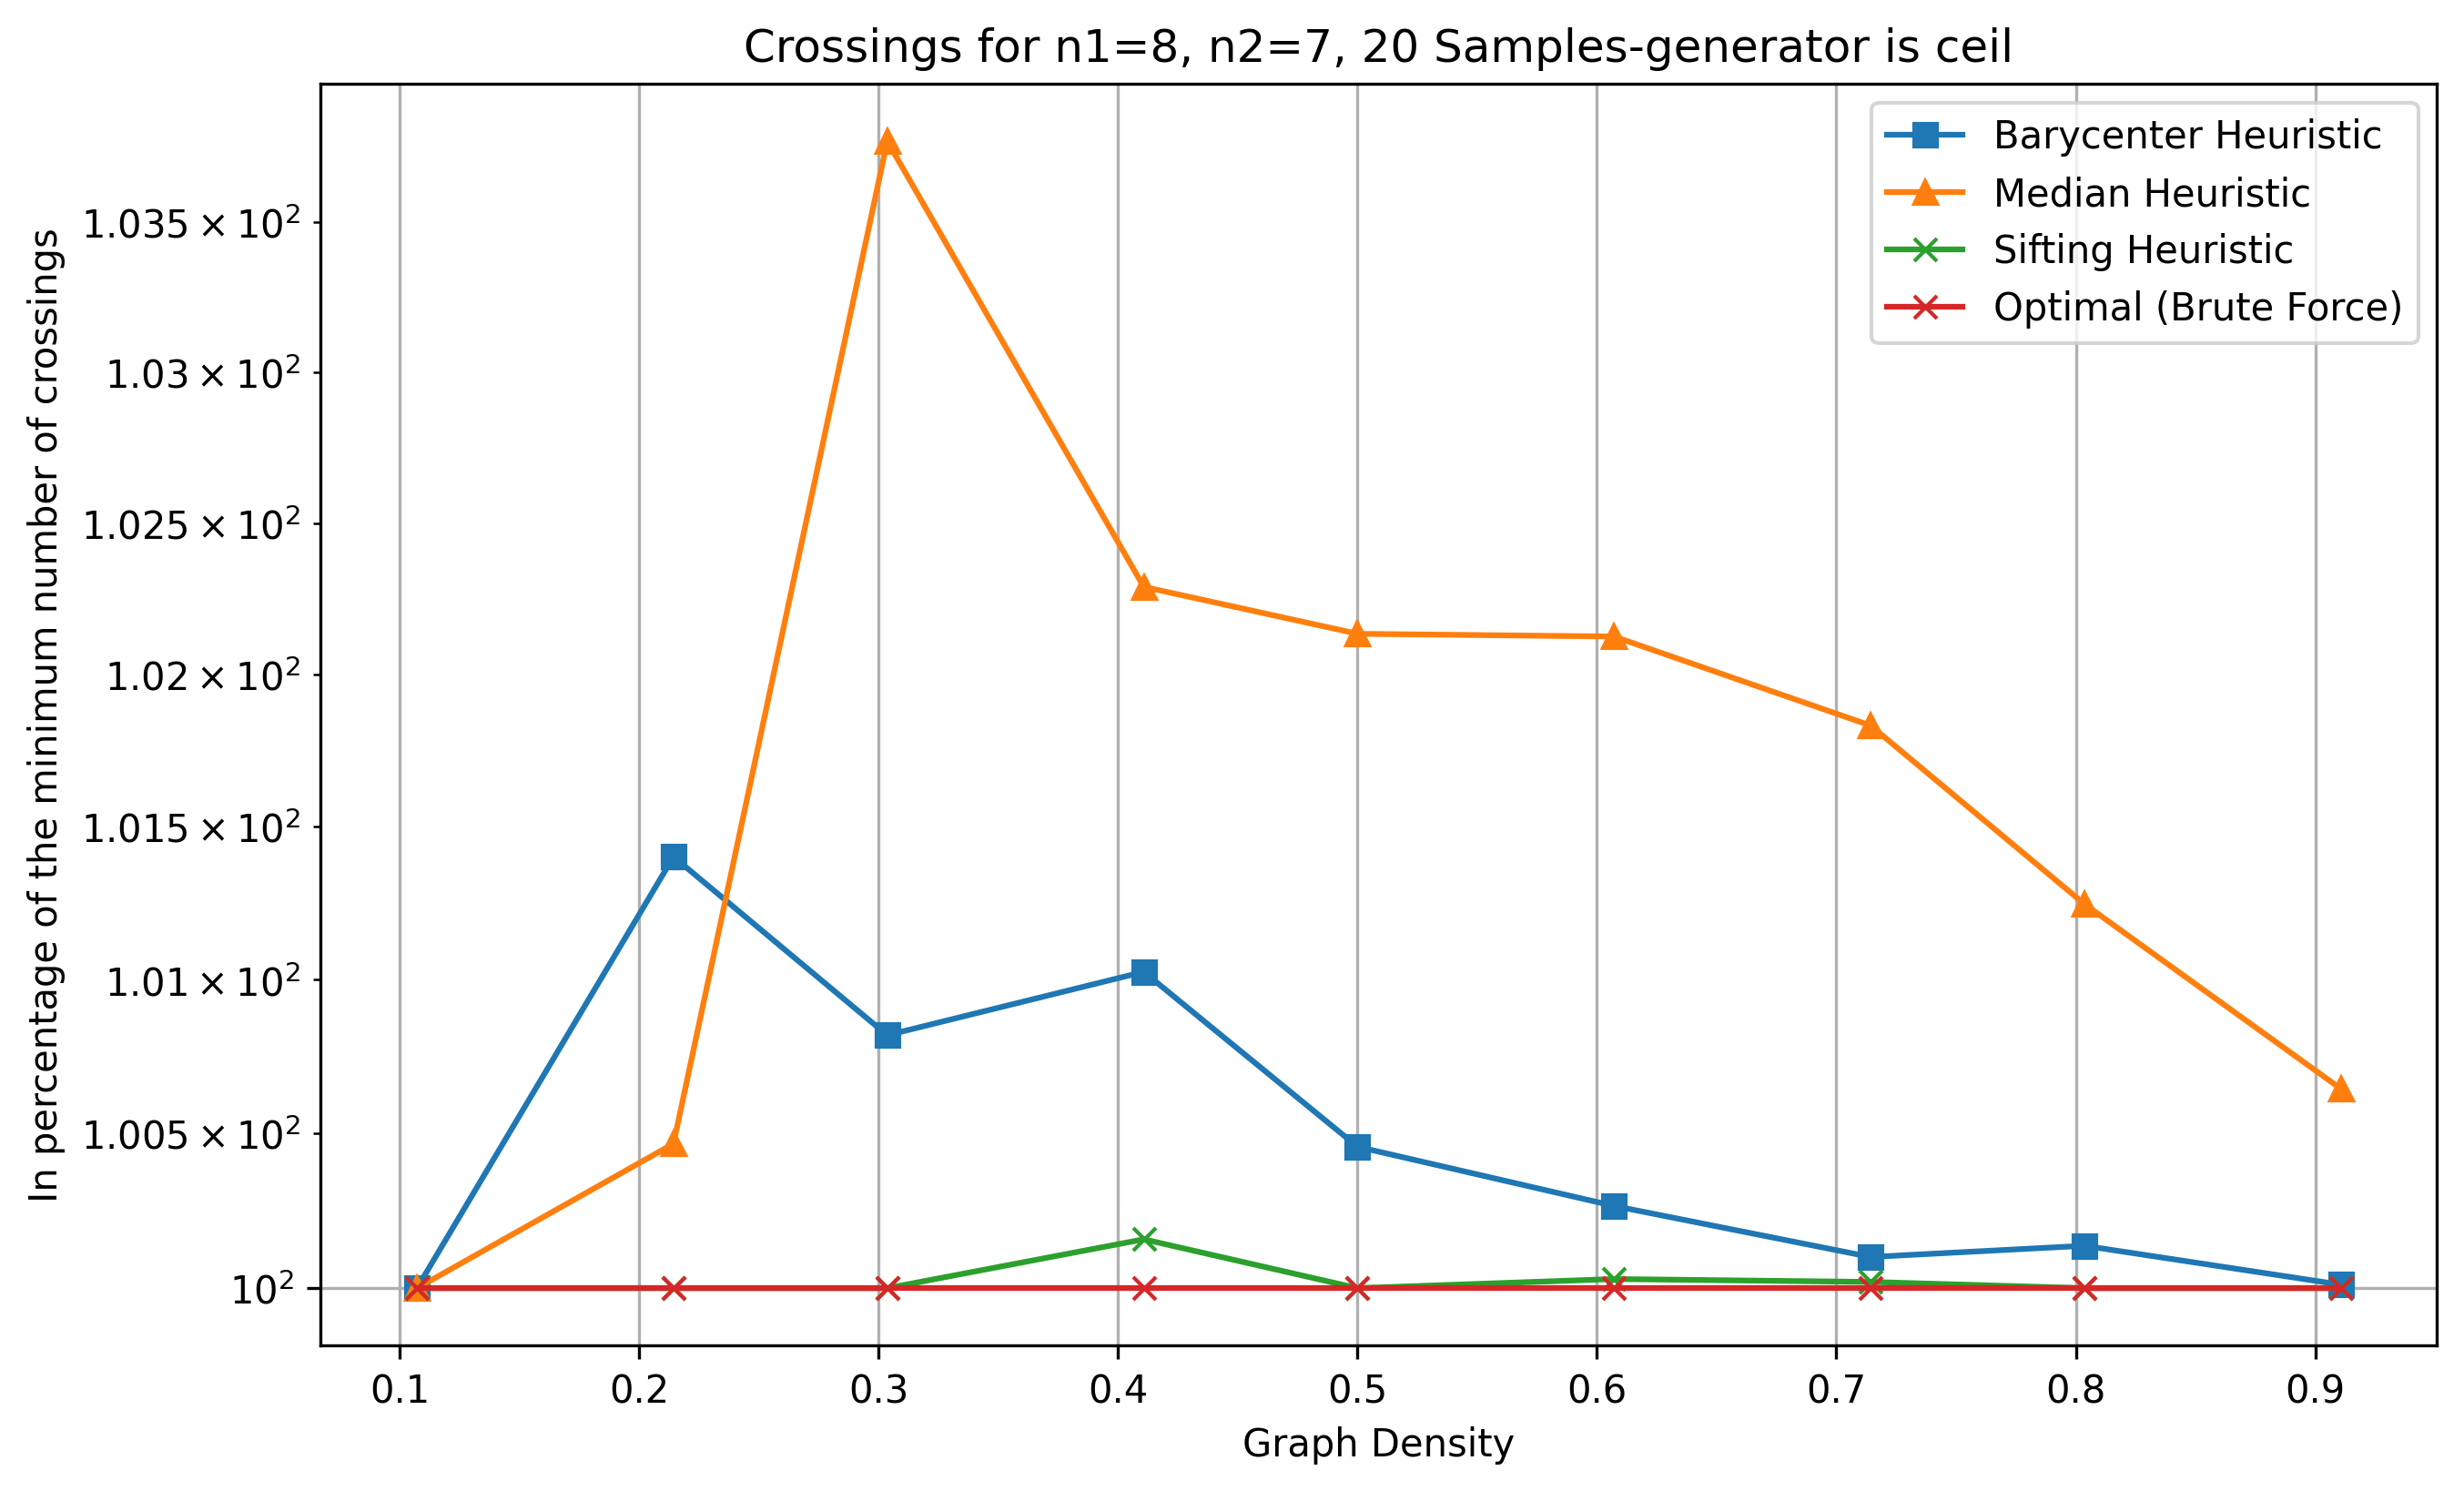 Crossings for n1=8, n2=7, 20 Samples-generator is ceil
In percentage of the minimum number of crossings
1.035 × 10²
1.03 × 10²
1.025 × 10²
1.02 × 10²
1.015 × 10²
1.01 × 10²
1.005 × 10²
10²
Barycenter Heuristic
Median Heuristic
Sifting Heuristic
Optimal (Brute Force)
0.1 0.2 0.3 0.4 0.5 0.6 0.7 0.8 0.9
Graph Density